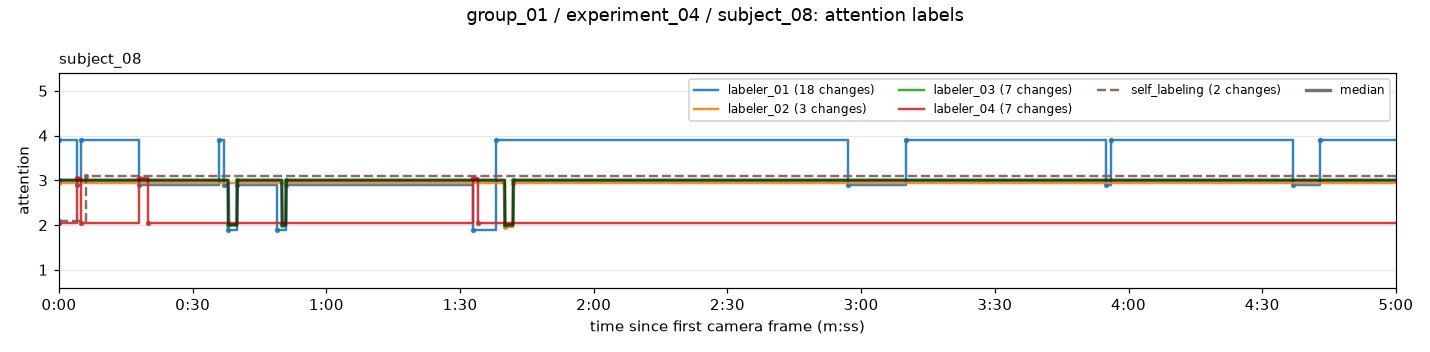 group_01 / experiment_04 / subject_08: attention labels
subject_08
labeler_01 (18 changes)
labeler_02 (3 changes)
labeler_03 (7 changes)
labeler_04 (7 changes)
self_labeling (2 changes)
median
attention
5
4
3
2
1
0:00 0:30 1:00 1:30 2:00 2:30 3:00 3:30 4:00 4:30 5:00
time since first camera frame (m:ss)